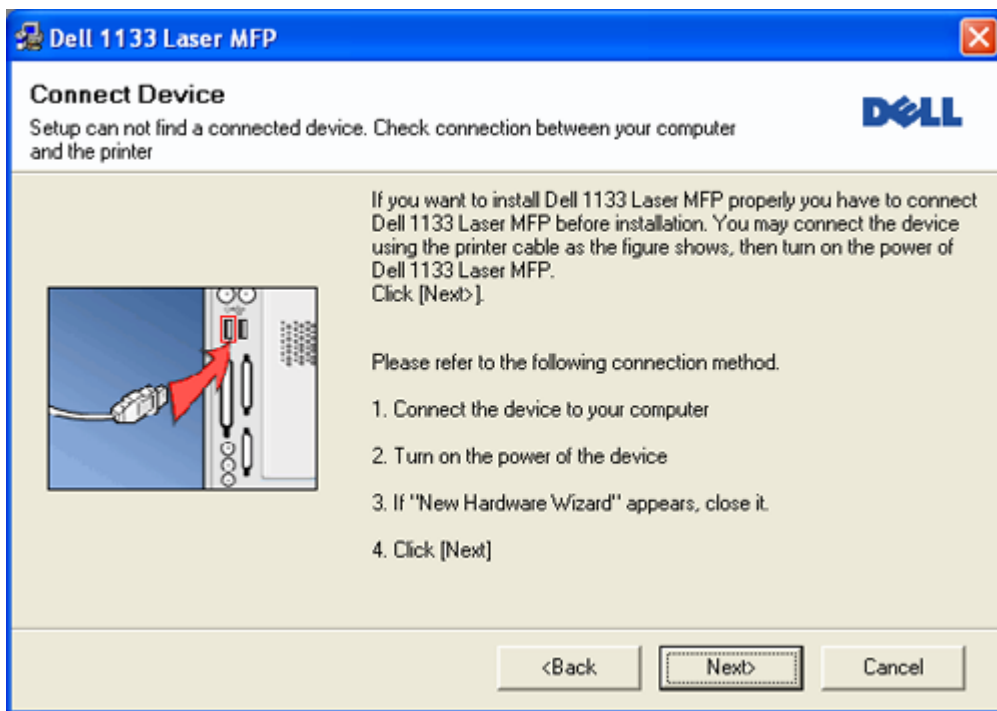 Dell 1133 Laser MFP
Connect Device
Setup can not find a connected device. Check connection between your computer
and the printer
DELL
If you want to install Dell 1133 Laser MFP properly you have to connect
Dell 1133 Laser MFP before installation. You may connect the device
using the printer cable as the figure shows, then turn on the power of
Dell 1133 Laser MFP.
Click [Next>].
Please refer to the following connection method.
1. Connect the device to your computer
2. Turn on the power of the device
3. If "New Hardware Wizard" appears, close it.
4. Click [Next]
<Back
Next>
Cancel